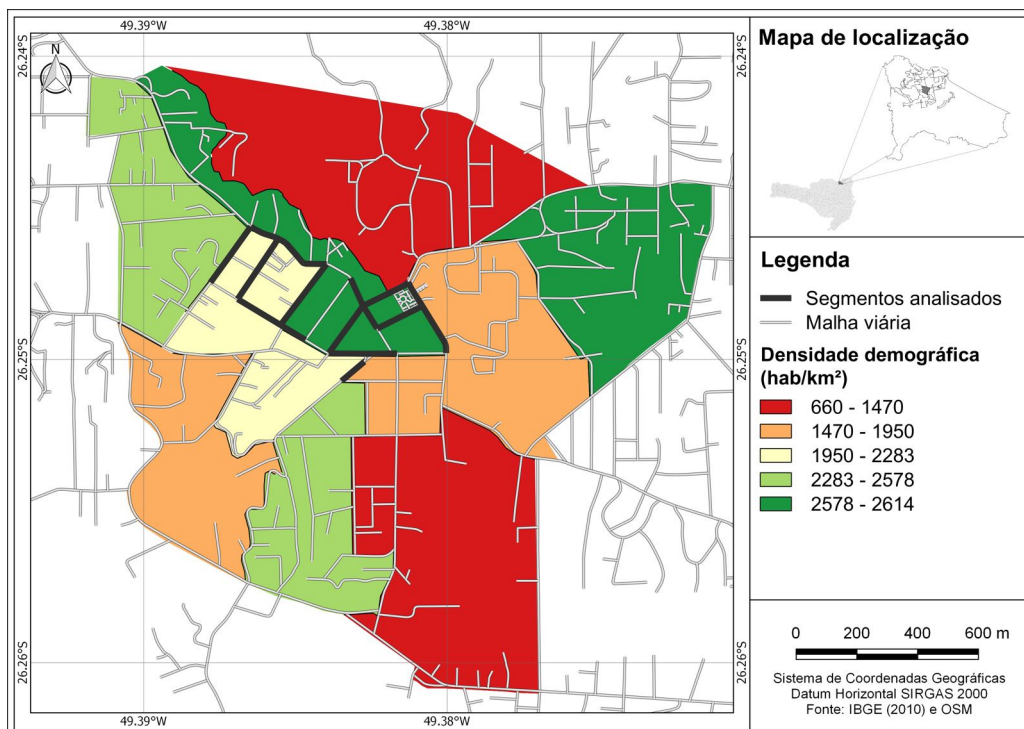 49.39°W
49.38°W
26.24°S
26.24°S
N
26.25°S
26.25°S
26.26°S
26.26°S
49.39°W
49.38°W
Mapa de localização
Legenda
Segmentos analisados
Malha viária
Densidade demográfica
(hab/km²)
660 - 1470
1470 - 1950
1950 - 2283
2283 - 2578
2578 - 2614
0 200 400 600 m
Sistema de Coordenadas Geográficas
Datum Horizontal SIRGAS 2000
Fonte: IBGE (2010) e OSM